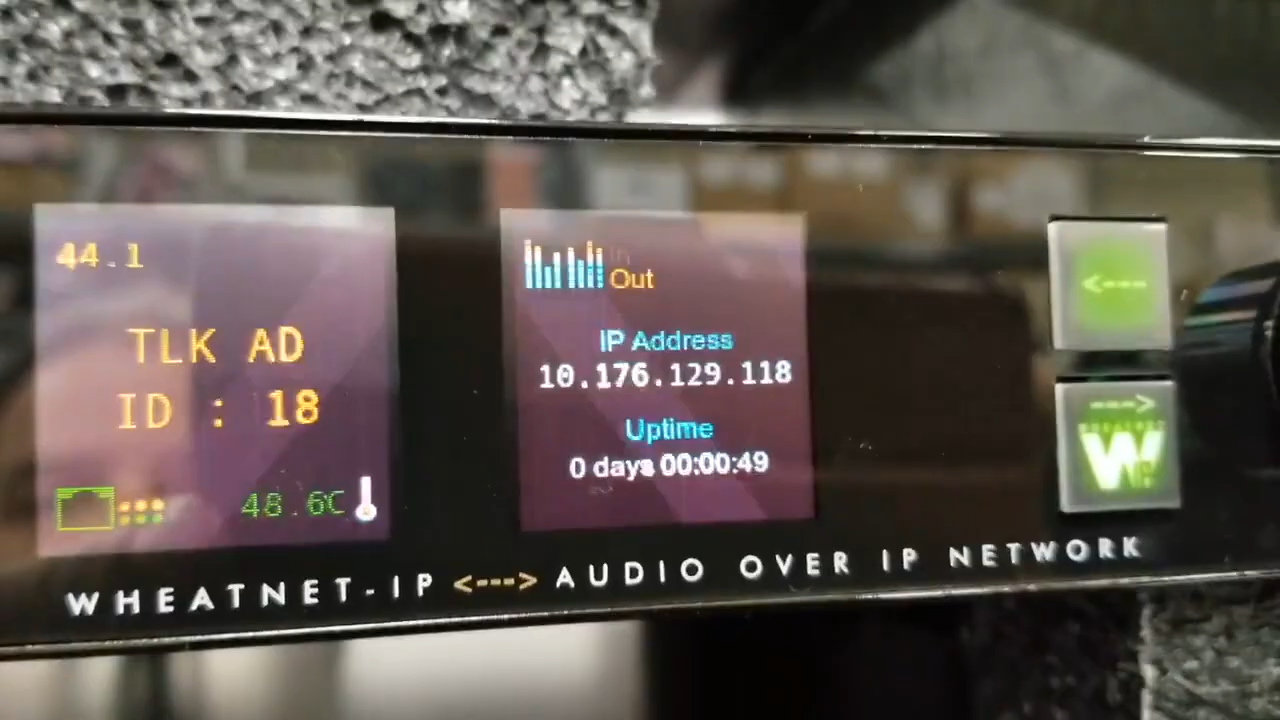 44.1
TLK AD
ID : 18
48.6C
In
Out
IP Address
10.176.129.118
Uptime
0 days 00:00:49
<---
--->
W
WHEATNET-IP <---> AUDIO OVER IP NETWORK